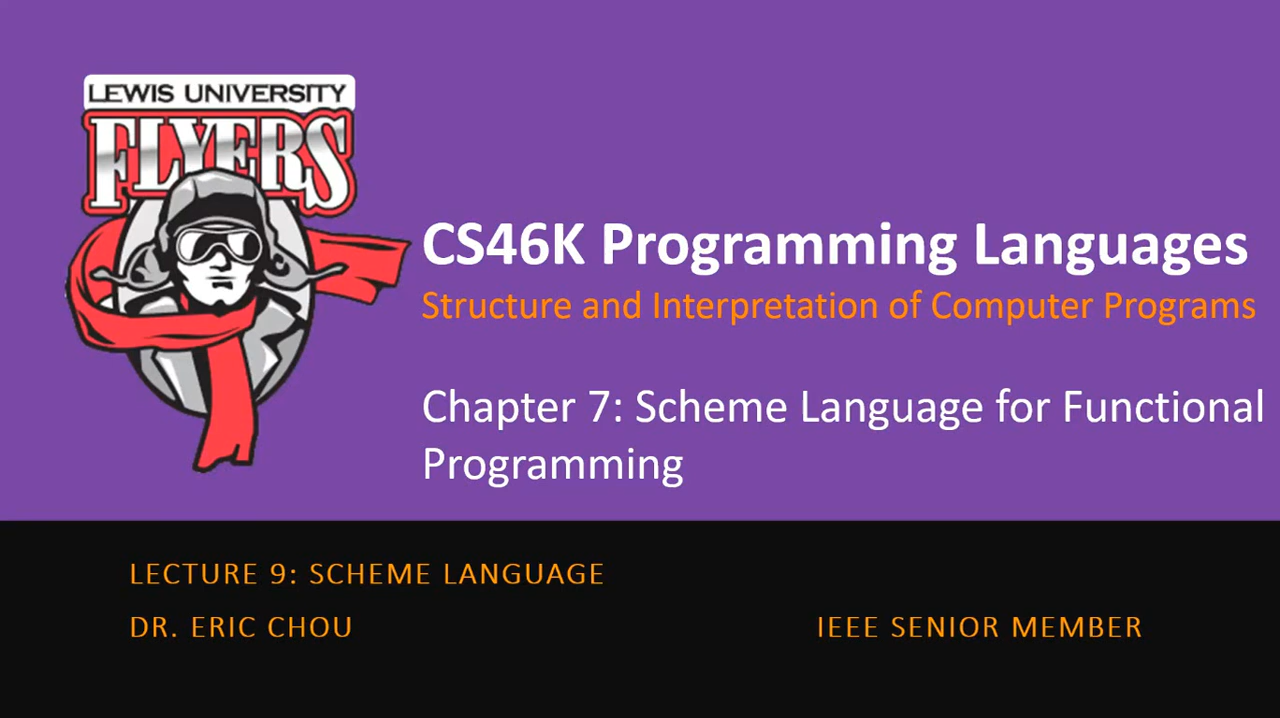 LEWIS UNIVERSITY
FLYERS
CS46K Programming Languages
Structure and Interpretation of Computer Programs
Chapter 7: Scheme Language for Functional
Programming
LECTURE 9: SCHEME LANGUAGE
DR. ERIC CHOU IEEE SENIOR MEMBER